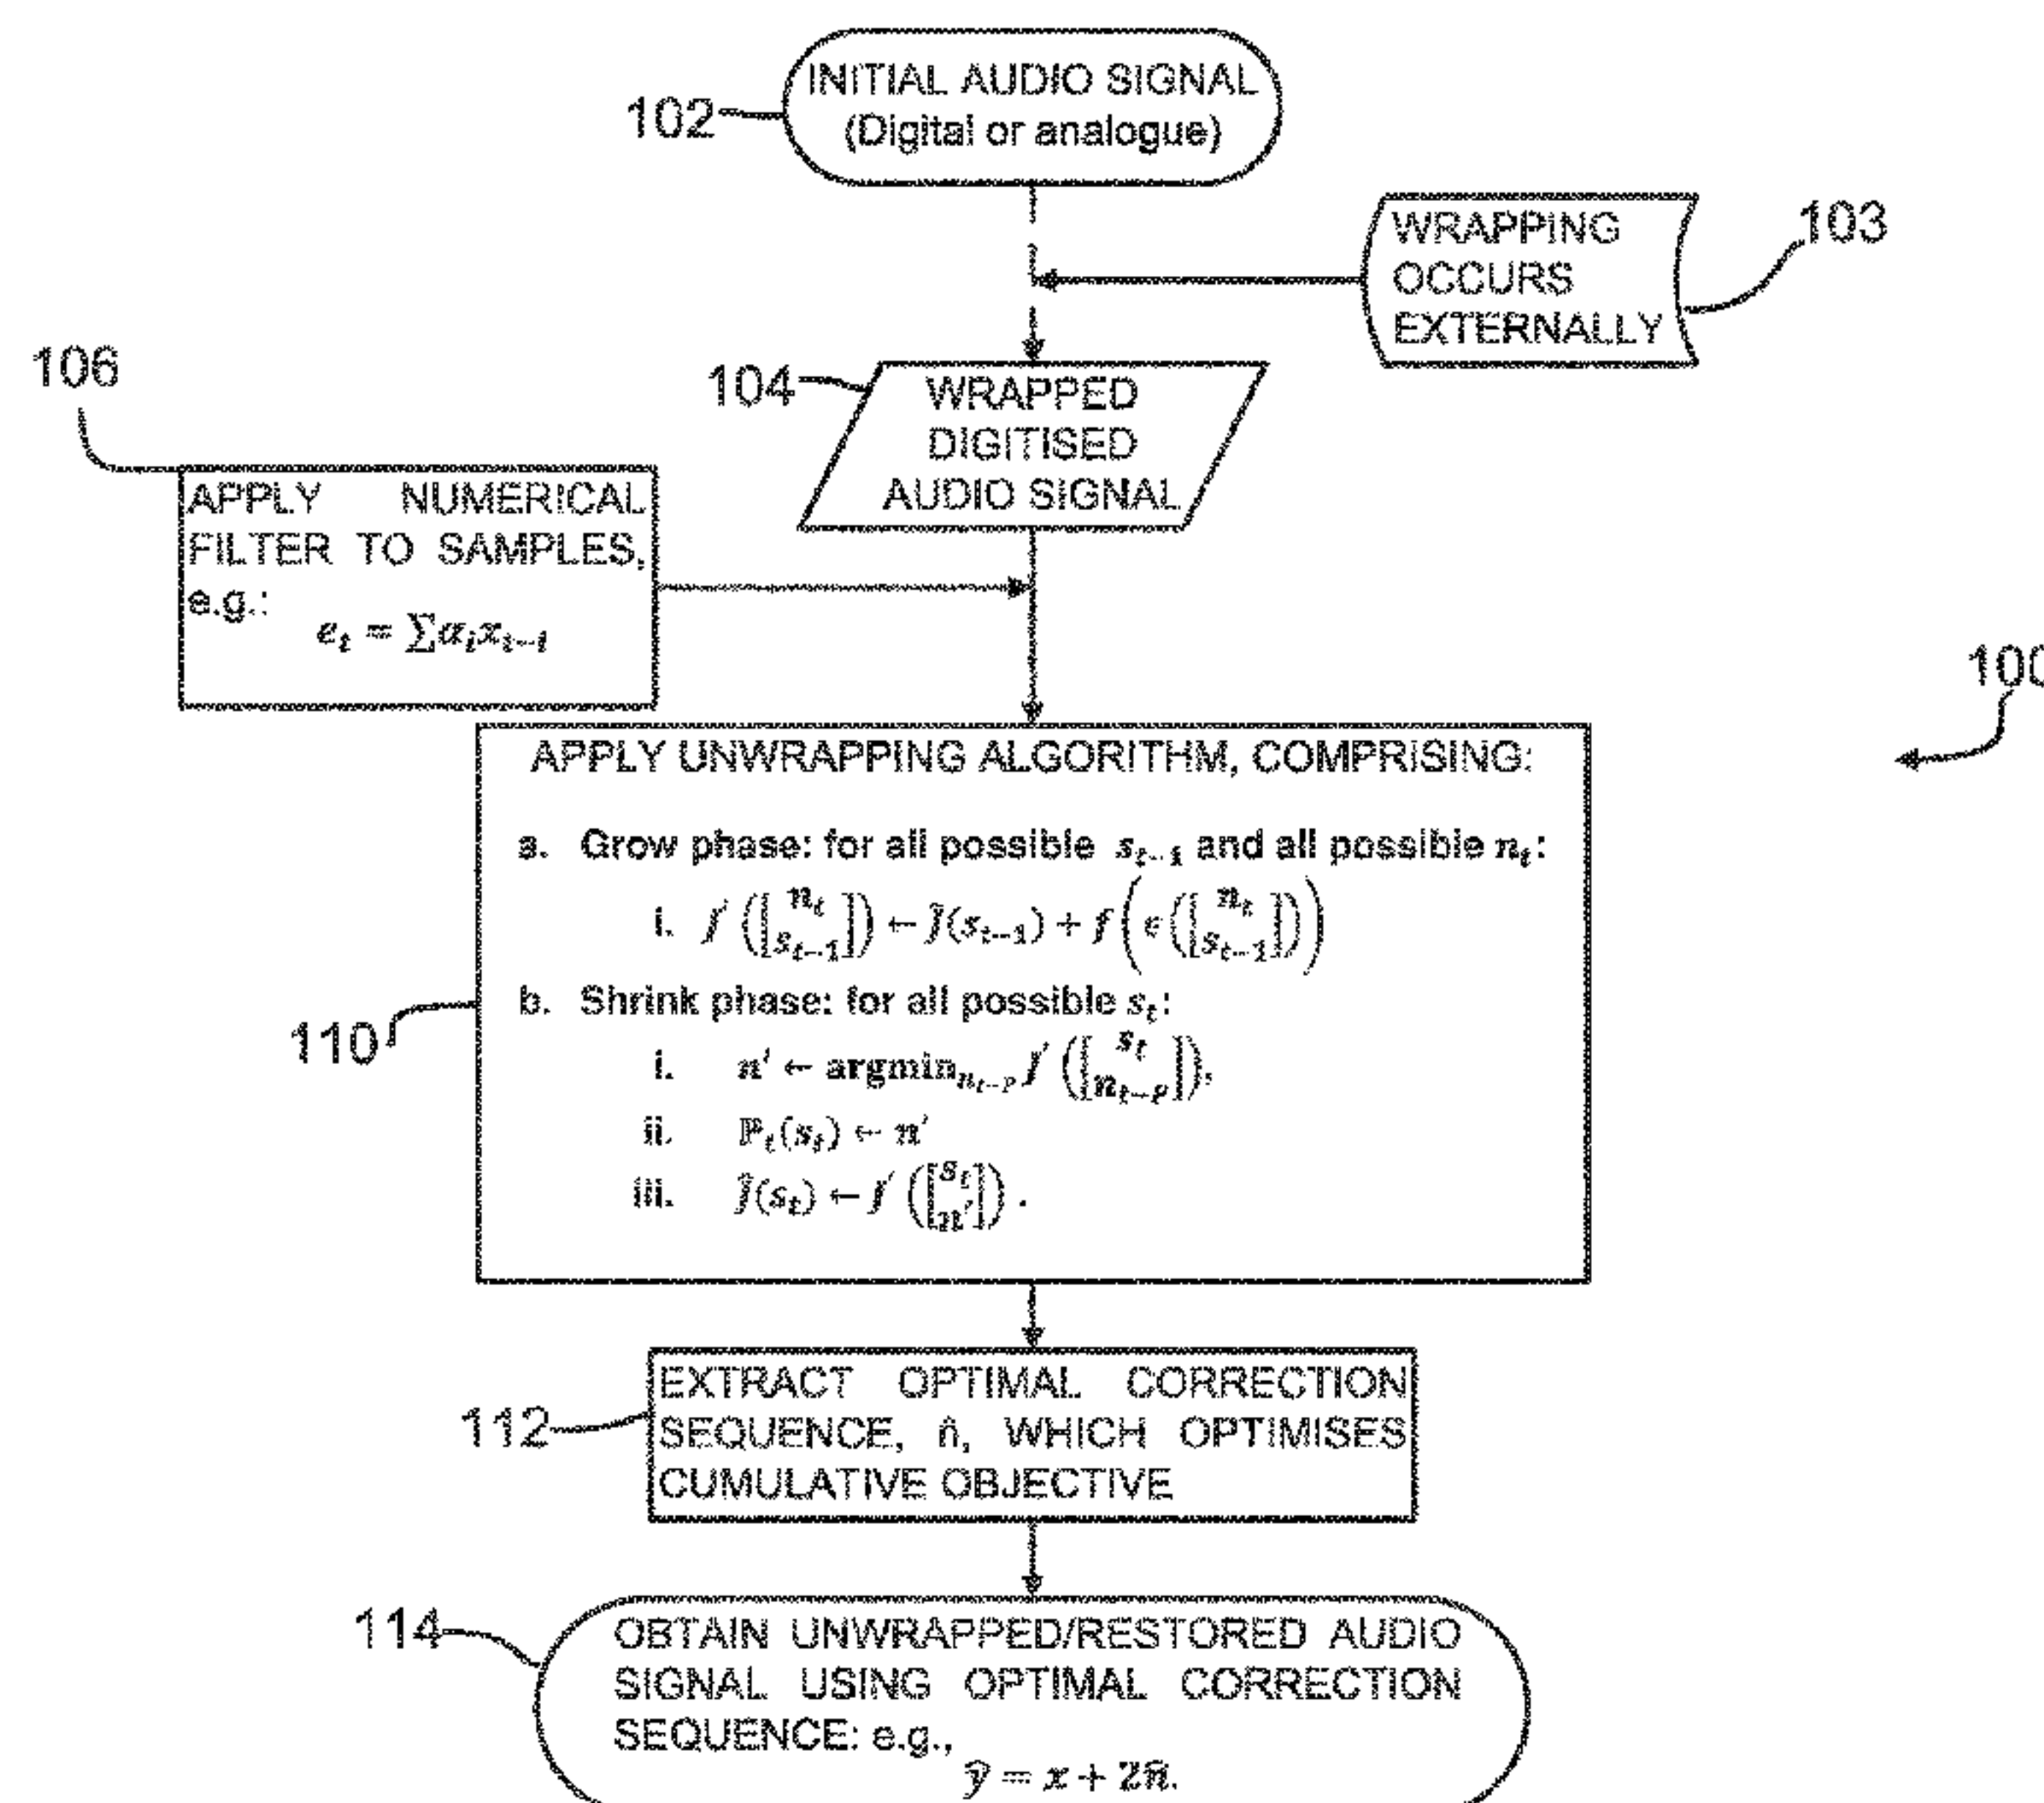 INITIAL AUDIO SIGNAL
(Digital or analogue)
102
WRAPPING
OCCURS
EXTERNALLY
103
106
104
WRAPPED
DIGITISED
AUDIO SIGNAL
APPLY NUMERICAL
FILTER TO SAMPLES,
e.g.:
e_t = ∑α_i x_{t-i}
100
APPLY UNWRAPPING ALGORITHM, COMPRISING:
a. Grow phase: for all possible s_{t-1} and all possible n_t:
i. J′([n_t s_{t-1}]) ← J̃(s_{t-1}) + f(ϵ([n_t s_{t-1}]))
b. Shrink phase: for all possible s_t:
110
i. n′ ← argmin_{n_{t-P}} J′([s_t n_{t-P}]),
ii. ℙ_t(s_t) ← n′
iii. J̃(s_t) ← J′([s_t n′]).
EXTRACT OPTIMAL CORRECTION
112
SEQUENCE, n̂, WHICH OPTIMISES
CUMULATIVE OBJECTIVE
114
OBTAIN UNWRAPPED/RESTORED AUDIO
SIGNAL USING OPTIMAL CORRECTION
SEQUENCE: e.g.,
ŷ = x + 2n̂.